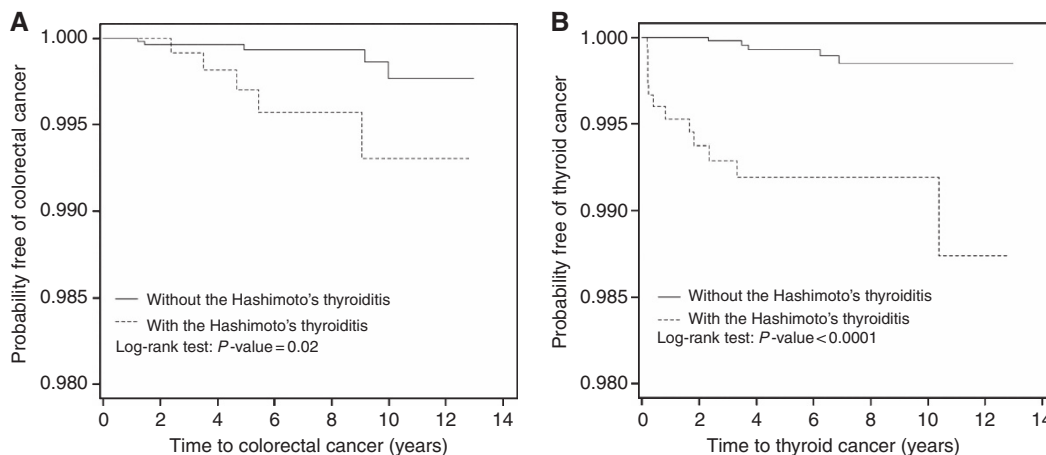 A
Probability free of colorectal cancer
1.000
0.995
0.990
0.985
0.980
Without the Hashimoto's thyroiditis
With the Hashimoto's thyroiditis
Log-rank test: P-value = 0.02
0 2 4 6 8 10 12 14
Time to colorectal cancer (years)
B
Probability free of thyroid cancer
1.000
0.995
0.990
0.985
0.980
Without the Hashimoto's thyroiditis
With the Hashimoto's thyroiditis
Log-rank test: P-value < 0.0001
0 2 4 6 8 10 12 14
Time to thyroid cancer (years)